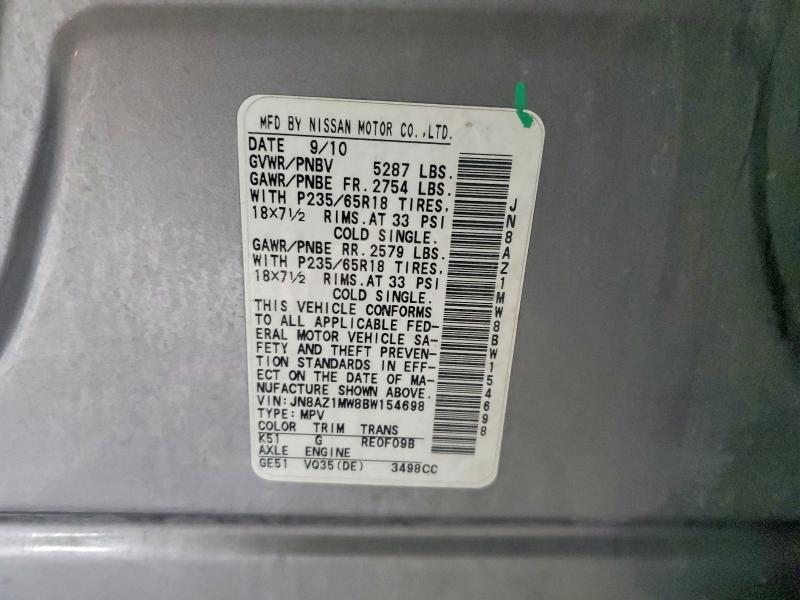 MFD BY NISSAN MOTOR CO.,LTD.
DATE 9/10
GVWR/PNBV 5287 LBS.
GAWR/PNBE FR. 2754 LBS.
WITH P235/65R18 TIRES,
18X7½ RIMS. AT 33 PSI
COLD SINGLE.
GAWR/PNBE RR. 2579 LBS.
WITH P235/65R18 TIRES,
18X7½ RIMS. AT 33 PSI
COLD SINGLE.
THIS VEHICLE CONFORMS
TO ALL APPLICABLE FED-
ERAL MOTOR VEHICLE SA-
FETY AND THEFT PREVEN-
TION STANDARDS IN EFF-
ECT ON THE DATE OF MA-
NUFACTURE SHOWN ABOVE.
VIN:JN8AZ1MW8BW154698
TYPE: MPV
COLOR TRIM TRANS
K51 G RE0F09B
AXLE ENGINE
GE51 VQ35(DE) 3498CC
JN8AZ1MW8BW154698